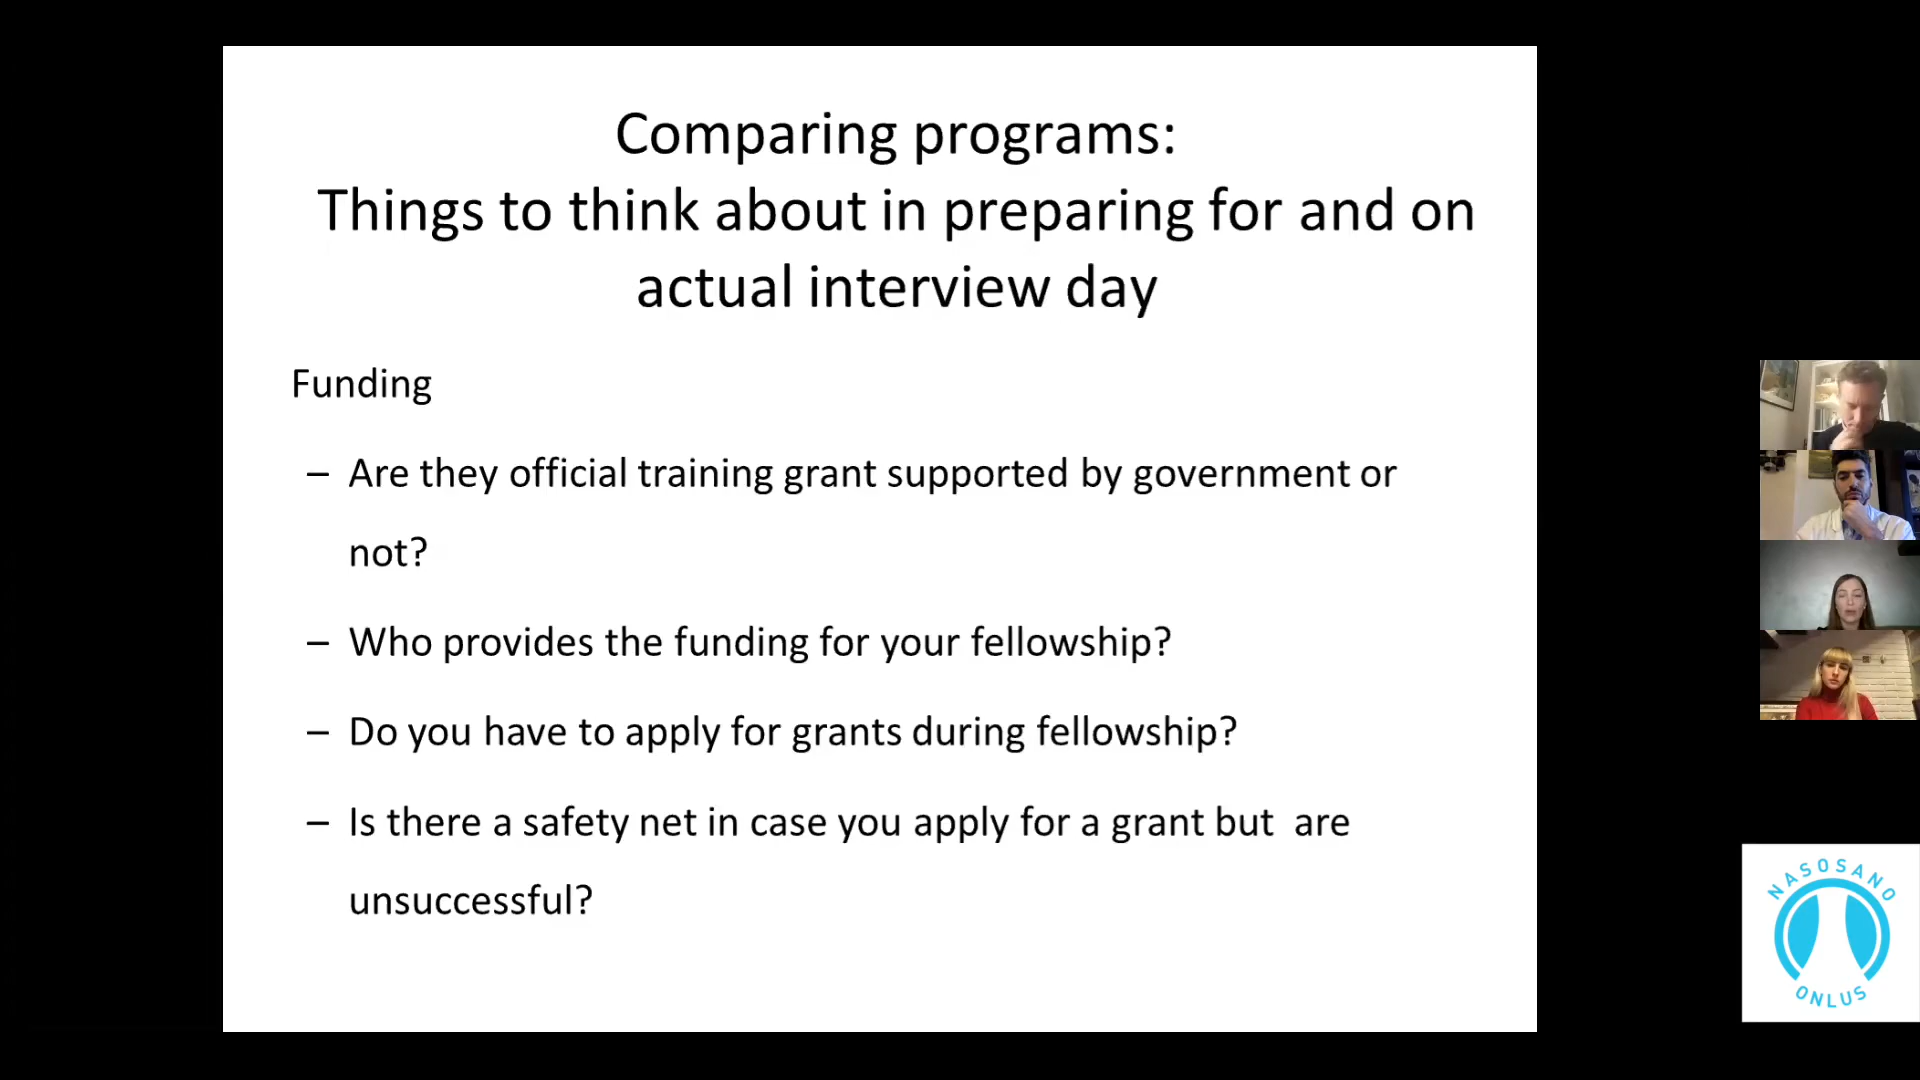 Comparing programs:
Things to think about in preparing for and on
actual interview day
Funding
– Are they official training grant supported by government or
not?
– Who provides the funding for your fellowship?
– Do you have to apply for grants during fellowship?
– Is there a safety net in case you apply for a grant but  are
unsuccessful?
NASOSANO
ONLUS